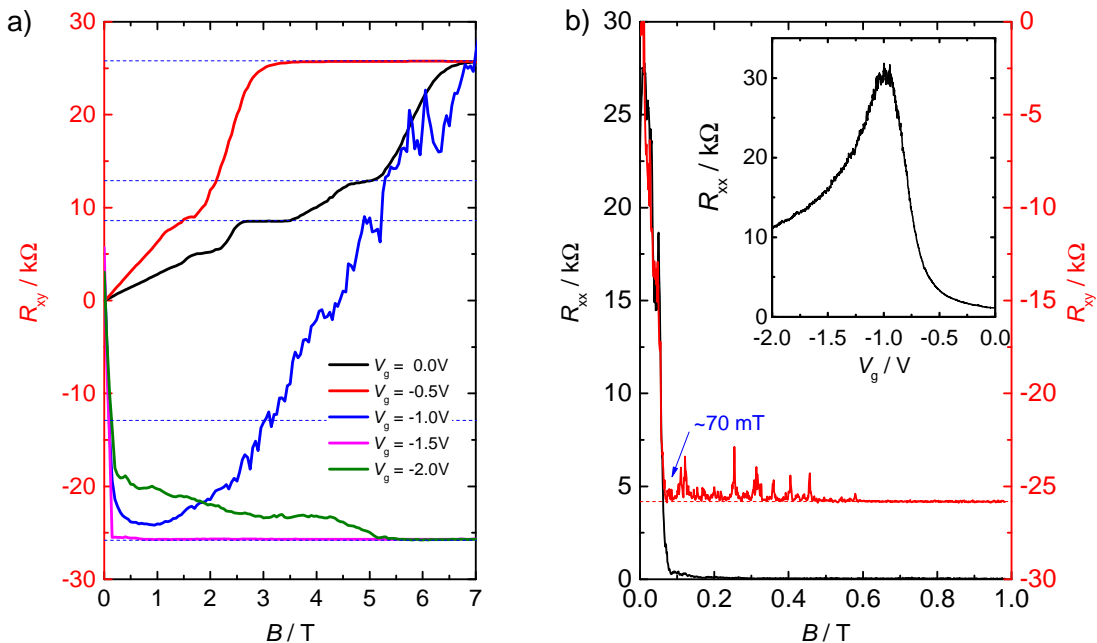 a)
30
20
10
0
-10
-20
-30
R_xy / kΩ
0 1 2 3 4 5 6 7
B / T
V_g = 0.0V
V_g = -0.5V
V_g = -1.0V
V_g = -1.5V
V_g = -2.0V
b)
30
25
20
15
10
5
0
R_xx / kΩ
0.0 0.2 0.4 0.6 0.8 1.0
B / T
0
-5
-10
-15
-20
-25
-30
R_xy / kΩ
~70 mT
30
20
10
0
R_xx / kΩ
-2.0 -1.5 -1.0 -0.5 0.0
V_g / V